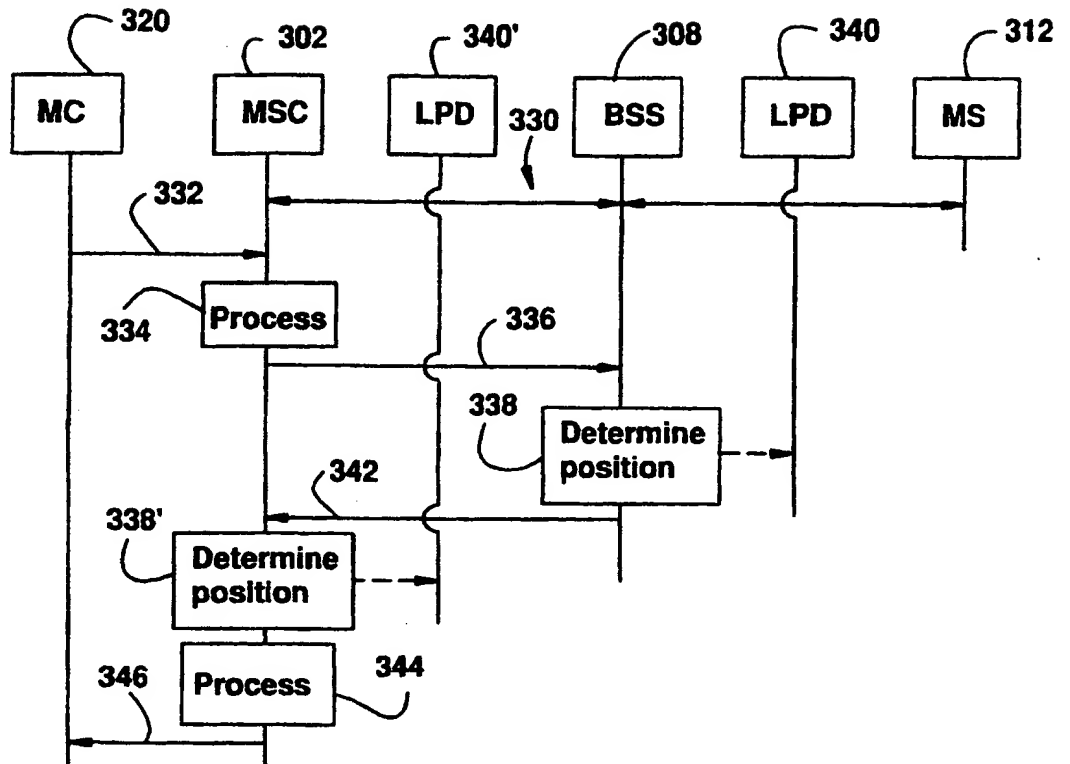 320
302
340'
308
340
312
MC
MSC
LPD
BSS
LPD
MS
330
332
334
Process
336
338
Determine
position
342
338'
Determine
position
Process
344
346